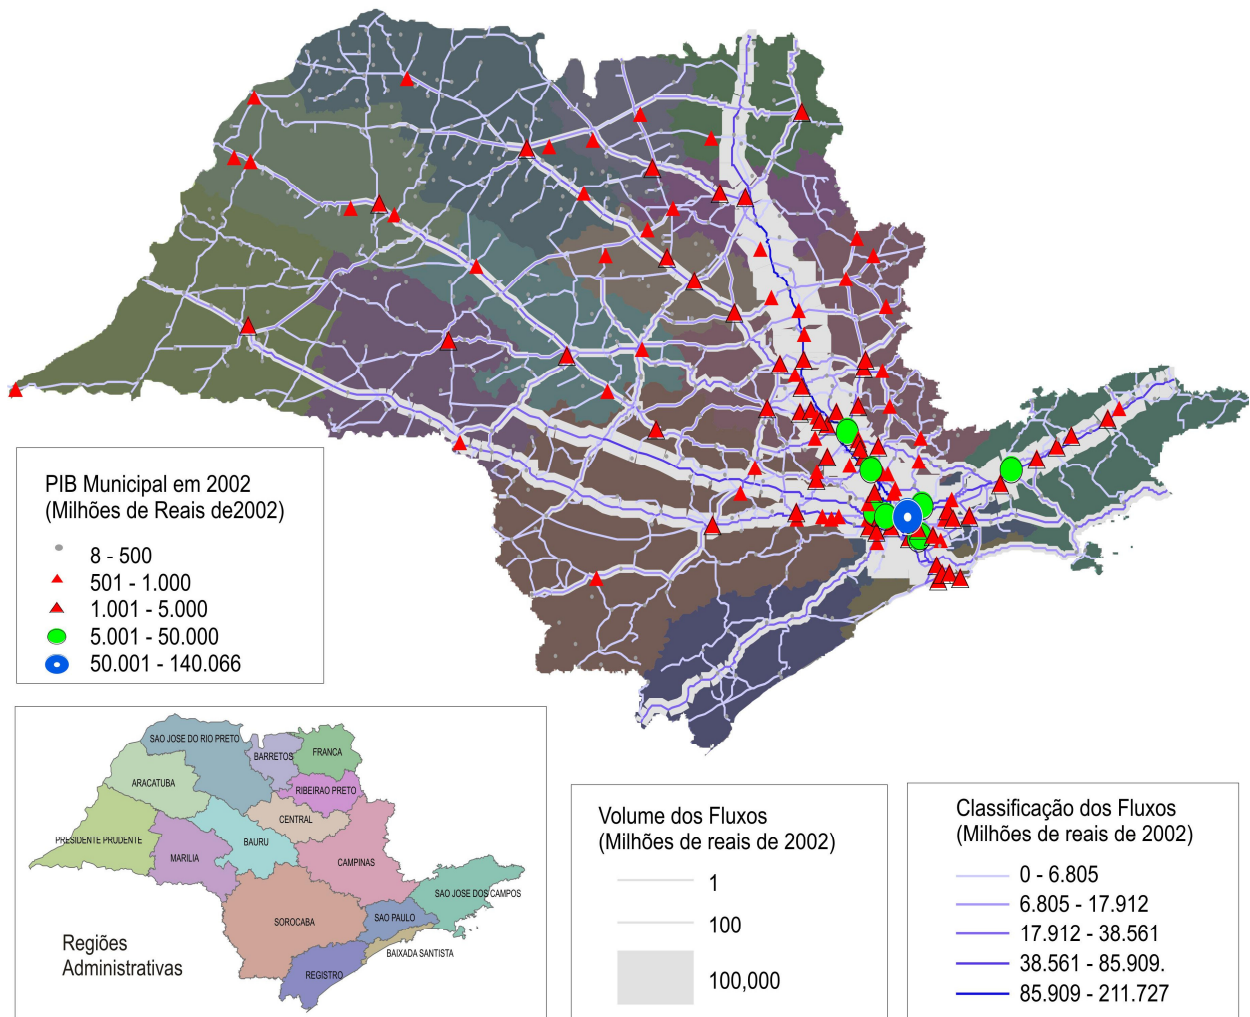 PIB Municipal em 2002
(Milhões de Reais de2002)
8 - 500
501 - 1.000
1.001 - 5.000
5.001 - 50.000
50.001 - 140.066
SAO JOSE DO RIO PRETO
BARRETOS
FRANCA
ARACATUBA
RIBEIRAO PRETO
CENTRAL
PRESIDENTE PRUDENTE
BAURU
MARILIA
CAMPINAS
SAO JOSE DOS CAMPOS
SOROCABA
SAO PAULO
BAIXADA SANTISTA
REGISTRO
Regiões
Administrativas
Volume dos Fluxos
(Milhões de reais de 2002)
1
100
100,000
Classificação dos Fluxos
(Milhões de reais de 2002)
0 - 6.805
6.805 - 17.912
17.912 - 38.561
38.561 - 85.909.
85.909 - 211.727